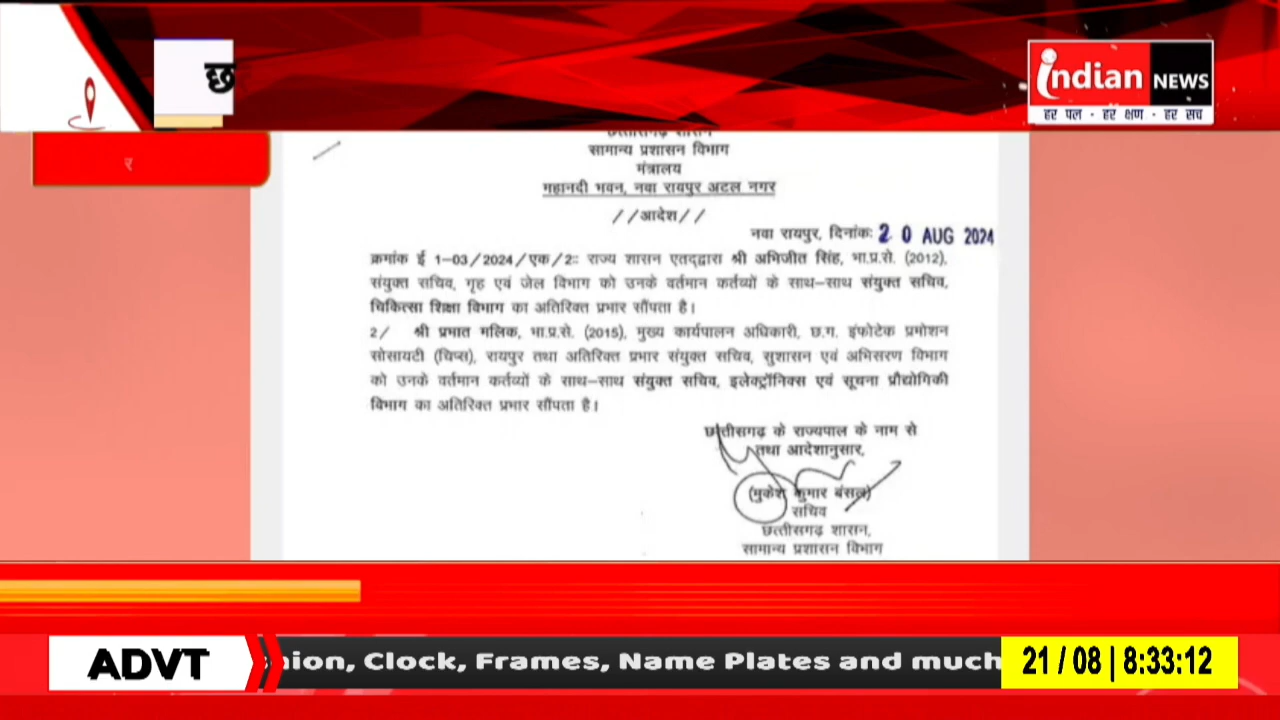 छ
indian NEWS
हर पल - हर क्षण - हर सच
र
छत्तीसगढ़ शासन
सामान्य प्रशासन विभाग
मंत्रालय
महानदी भवन, नवा रायपुर अटल नगर
//आदेश//
नवा रायपुर, दिनांकः 20 AUG 2024
क्रमांक ई 1-03/2024/एक/2ः: राज्य शासन एतद्द्वारा श्री अभिजीत सिंह, भा.प्र.से. (2012),
संयुक्त सचिव, गृह एवं जेल विभाग को उनके वर्तमान कर्तव्यों के साथ-साथ संयुक्त सचिव,
चिकित्सा शिक्षा विभाग का अतिरिक्त प्रभार सौंपता है।
2/ श्री प्रभात मलिक, भा.प्र.से. (2015), मुख्य कार्यपालन अधिकारी, छ.ग. इंफोटेक प्रमोशन
सोसायटी (चिप्स), रायपुर तथा अतिरिक्त प्रभार संयुक्त सचिव, सुशासन एवं अभिसरण विभाग
को उनके वर्तमान कर्तव्यों के साथ-साथ संयुक्त सचिव, इलेक्ट्रॉनिक्स एवं सूचना प्रौद्योगिकी
विभाग का अतिरिक्त प्रभार सौंपता है।
छत्तीसगढ़ के राज्यपाल के नाम से
तथा आदेशानुसार,
(मुकेश कुमार बंसल)
सचिव
छत्तीसगढ़ शासन,
सामान्य प्रशासन विभाग
ADVT
Clock, Frames, Name Plates and much
21 / 08 | 8:33:12